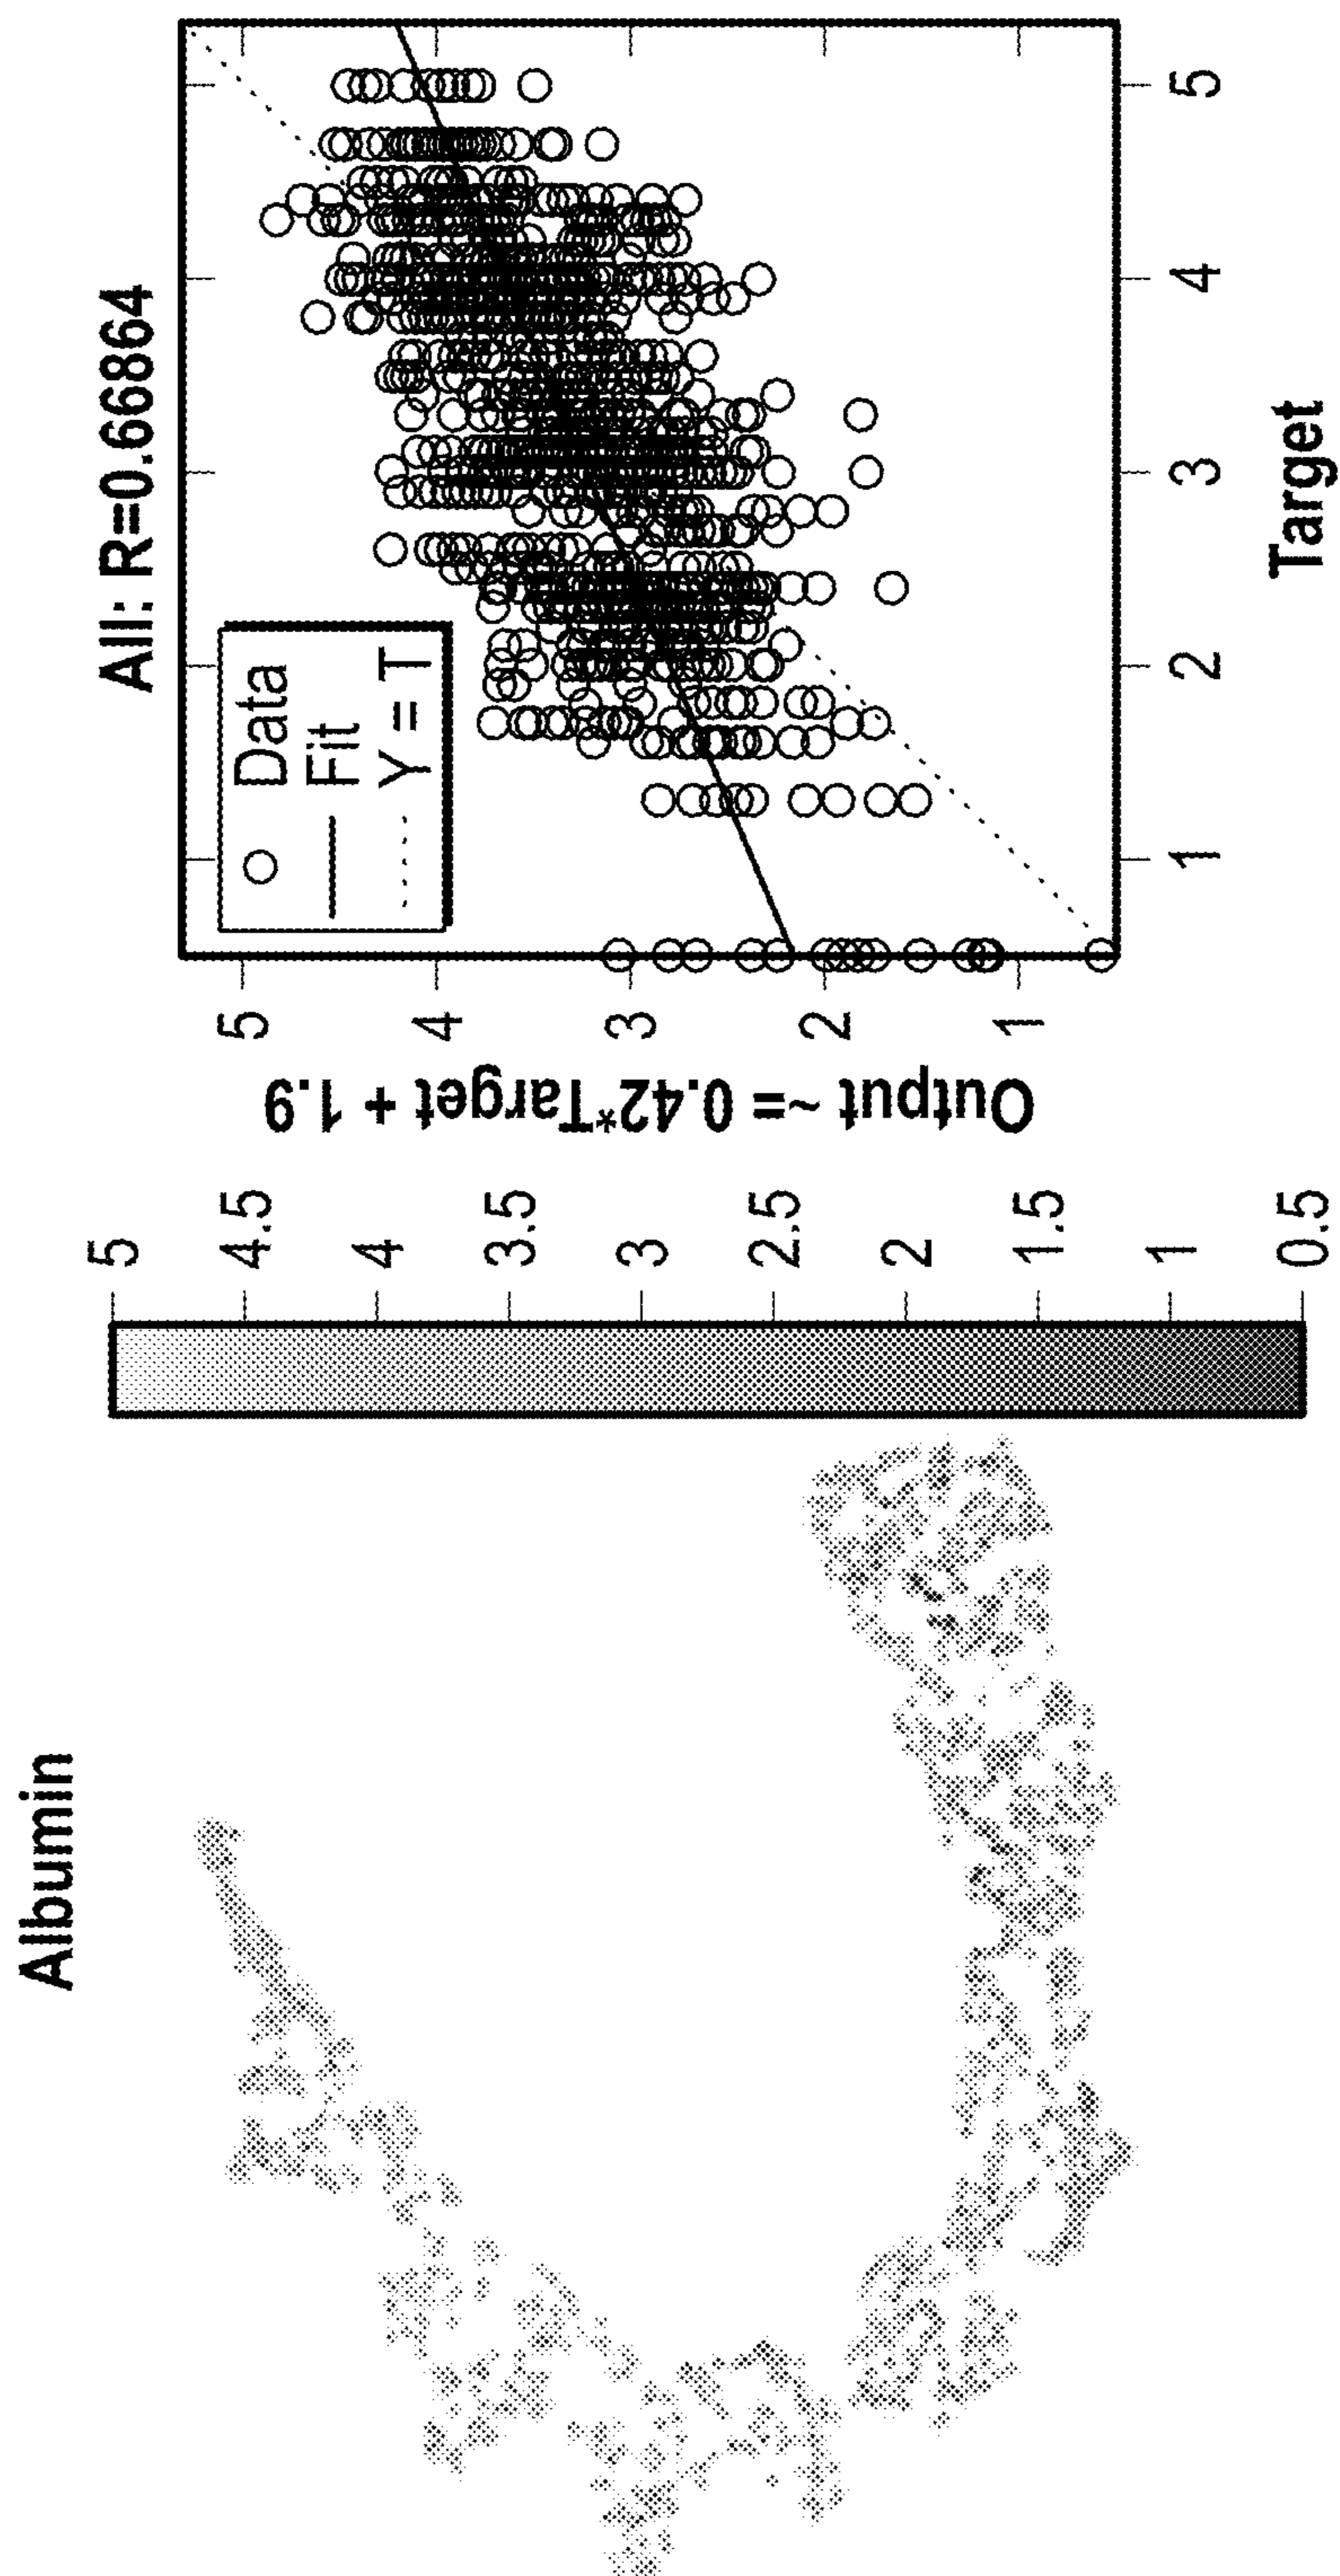 Albumin
5
4.5
4
3.5
3
2.5
2
1.5
1
0.5
All: R=0.66864
Data
Fit
Y = T
Output ~= 0.42*Target + 1.9
5
4
3
2
1
1
2
3
4
5
Target